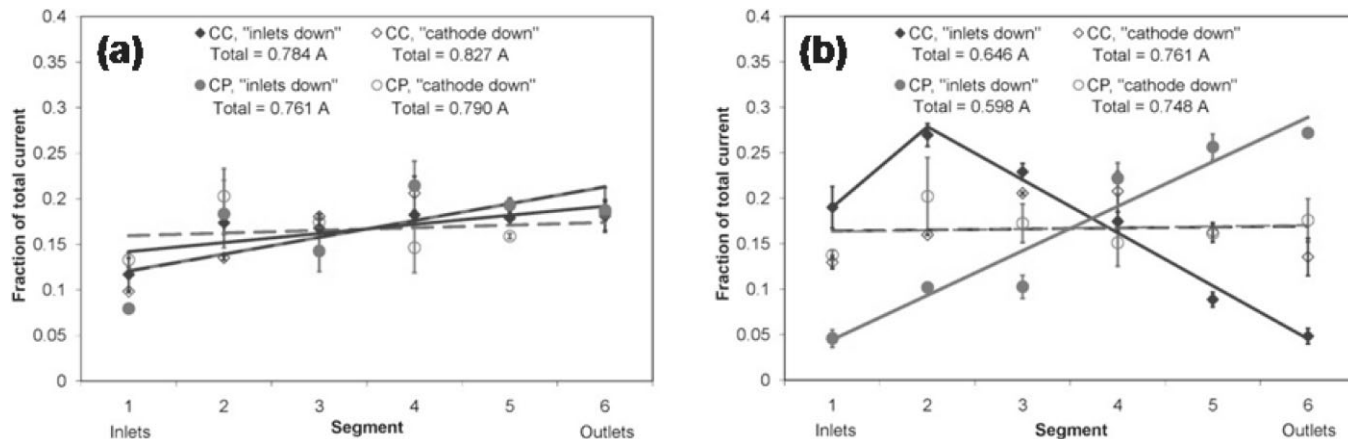 (a)
0.4
0.35
0.3
0.25
0.2
0.15
0.1
0.05
0
Fraction of total current
CC, "inlets down"
Total = 0.784 A
CC, "cathode down"
Total = 0.827 A
CP, "inlets down"
Total = 0.761 A
CP, "cathode down"
Total = 0.790 A
1 2 3 4 5 6
Inlets Segment Outlets
(b)
0.4
0.35
0.3
0.25
0.2
0.15
0.1
0.05
0
Fraction of total current
CC, "inlets down"
Total = 0.646 A
CC, "cathode down"
Total = 0.761 A
CP, "inlets down"
Total = 0.598 A
CP, "cathode down"
Total = 0.748 A
1 2 3 4 5 6
Inlets Segment Outlets